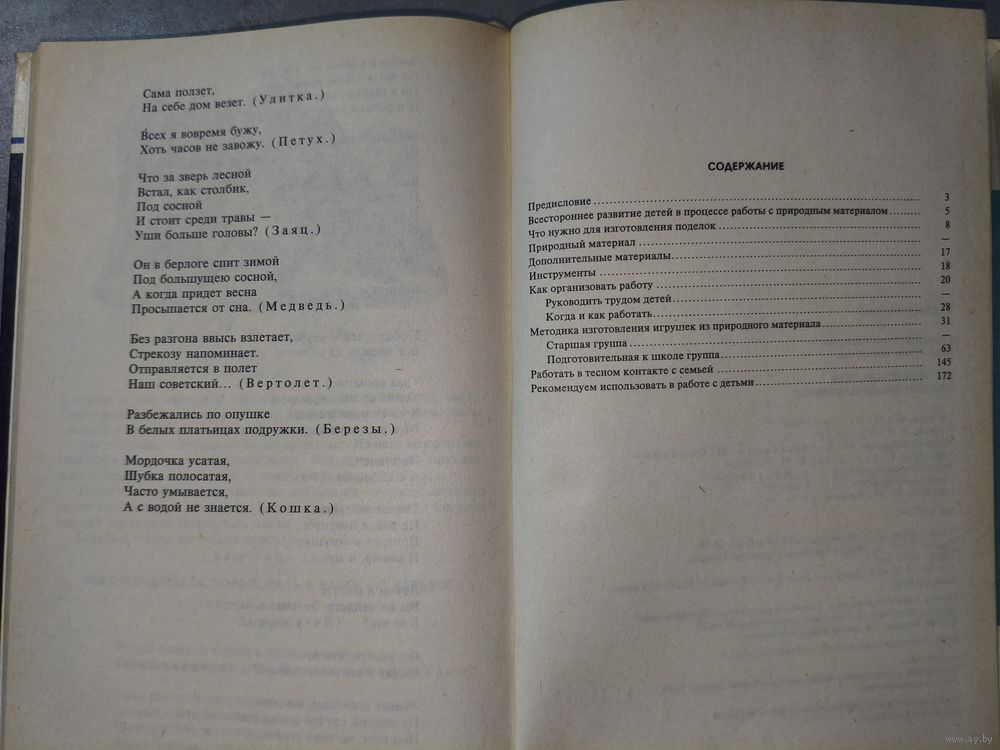 Сама ползет,
На себе дом везет. (Улитка.)
Всех я вовремя бужу,
Хоть часов не завожу. (Петух.)
Что за зверь лесной
Встал, как столбик,
Под сосной
И стоит среди травы —
Уши больше головы? (Заяц.)
Он в берлоге спит зимой
Под большущею сосной,
А когда придет весна
Просыпается от сна. (Медведь.)
Без разгона ввысь взлетает,
Стрекозу напоминает.
Отправляется в полет
Наш советский... (Вертолет.)
Разбежались по опушке
В белых платьицах подружки. (Березы.)
Мордочка усатая,
Шубка полосатая,
Часто умывается,
А с водой не знается. (Кошка.)
СОДЕРЖАНИЕ
Предисловие 3
Всестороннее развитие детей в процессе работы с природным материалом 5
Что нужно для изготовления поделок 8
Природный материал —
Дополнительные материалы 17
Инструменты 18
Как организовать работу 20
Руководить трудом детей —
Когда и как работать 28
Методика изготовления игрушек из природного материала 31
Старшая группа —
Подготовительная к школе группа 63
Работать в тесном контакте с семьей 145
Рекомендуем использовать в работе с детьми 172
www.ay.by